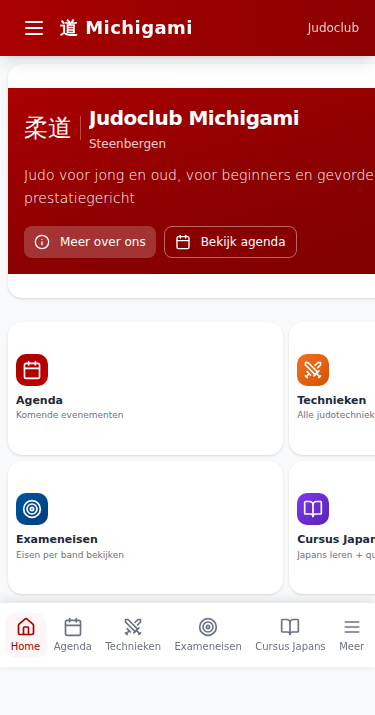 道 Michigami
Judoclub
柔道
Judoclub Michigami
Steenbergen
Judo voor jong en oud, voor beginners en gevorde
prestatiegericht
Meer over ons
Bekijk agenda
Agenda
Komende evenementen
Technieken
Alle judotechniek
Exameneisen
Eisen per band bekijken
Cursus Japan
Japans leren + qu
Home
Agenda
Technieken
Exameneisen
Cursus Japans
Meer